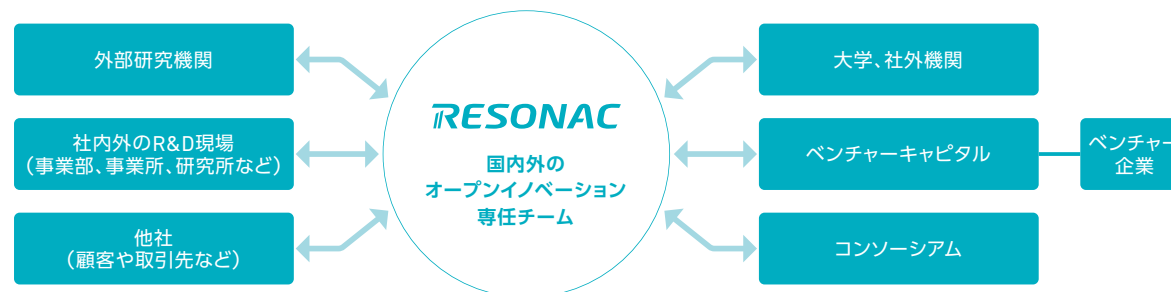 外部研究機関
社内外のR&D現場
（事業部、事業所、研究所など）
他社
（顧客や取引先など）
RESONAC
国内外の
オープンイノベーション
専任チーム
大学、社外機関
ベンチャーキャピタル
ベンチャー
企業
コンソーシアム